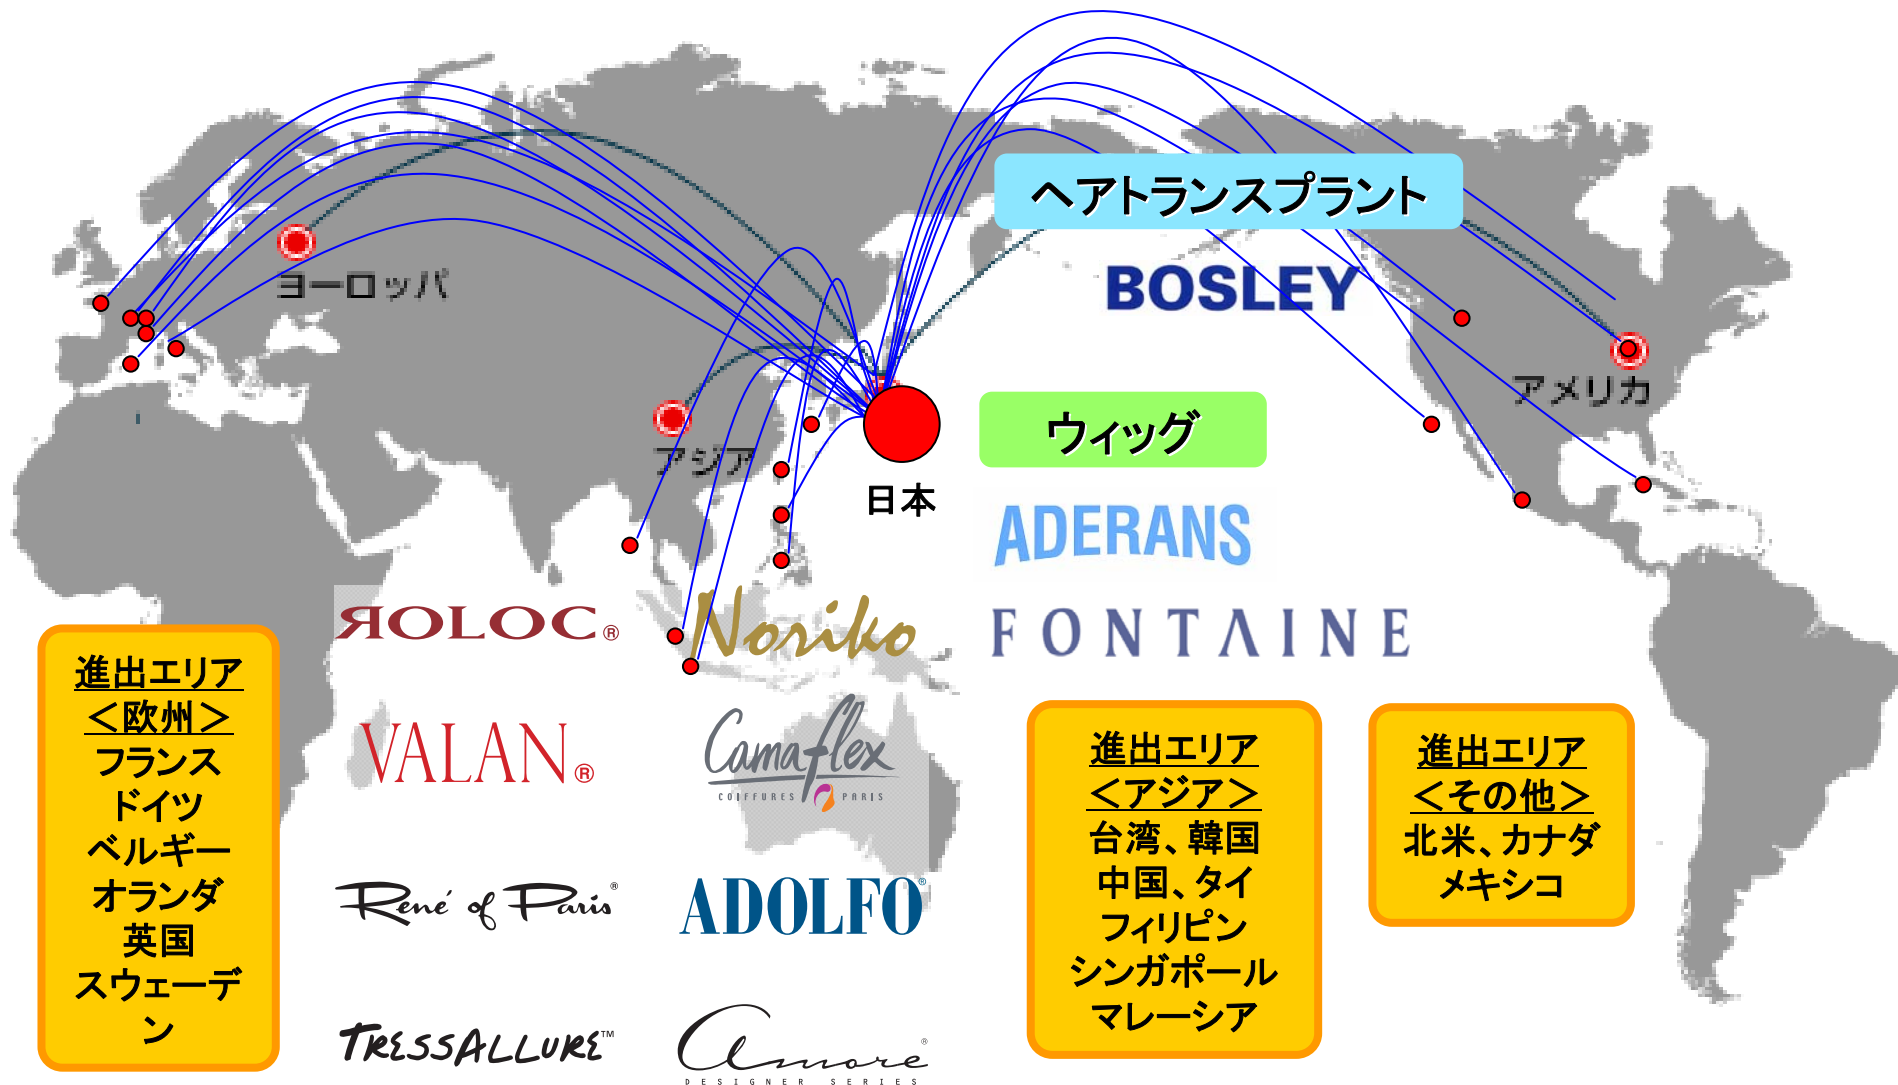 ヘアトランスプラント
BOSLEY
ヨーロッパ
アメリカ
アジア
日本
ウィッグ
ADERANS
FONTAINE
ROLOC®
Noriko
VALAN®
Camaflex
COIFFURES PARIS
René of Paris®
ADOLFO®
TRESSALLURE™
amore®
DESIGNER SERIES
進出エリア
＜欧州＞
フランス
ドイツ
ベルギー
オランダ
英国
スウェーデ
ン
進出エリア
＜アジア＞
台湾、韓国
中国、タイ
フィリピン
シンガポール
マレーシア
進出エリア
＜その他＞
北米、カナダ
メキシコ